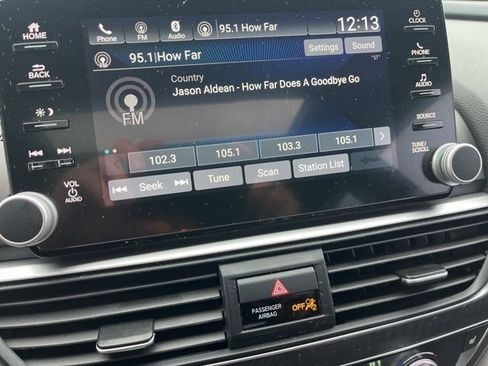 HOME
Phone FM Audio 95.1 How Far 12:13
CLOCK
95.1|How Far Settings Sound
PHONE
BACK
Country
"ST"
Jason Aldean - How Far Does A Goodbye Go
AUDIO
FM
SOURCE
102.3 105.1 103.3 105.1
TUNE/
SCROLL
Seek Tune Scan Station List
VOL
AUDIO
PASSENGER
AIRBAG
OFF 2